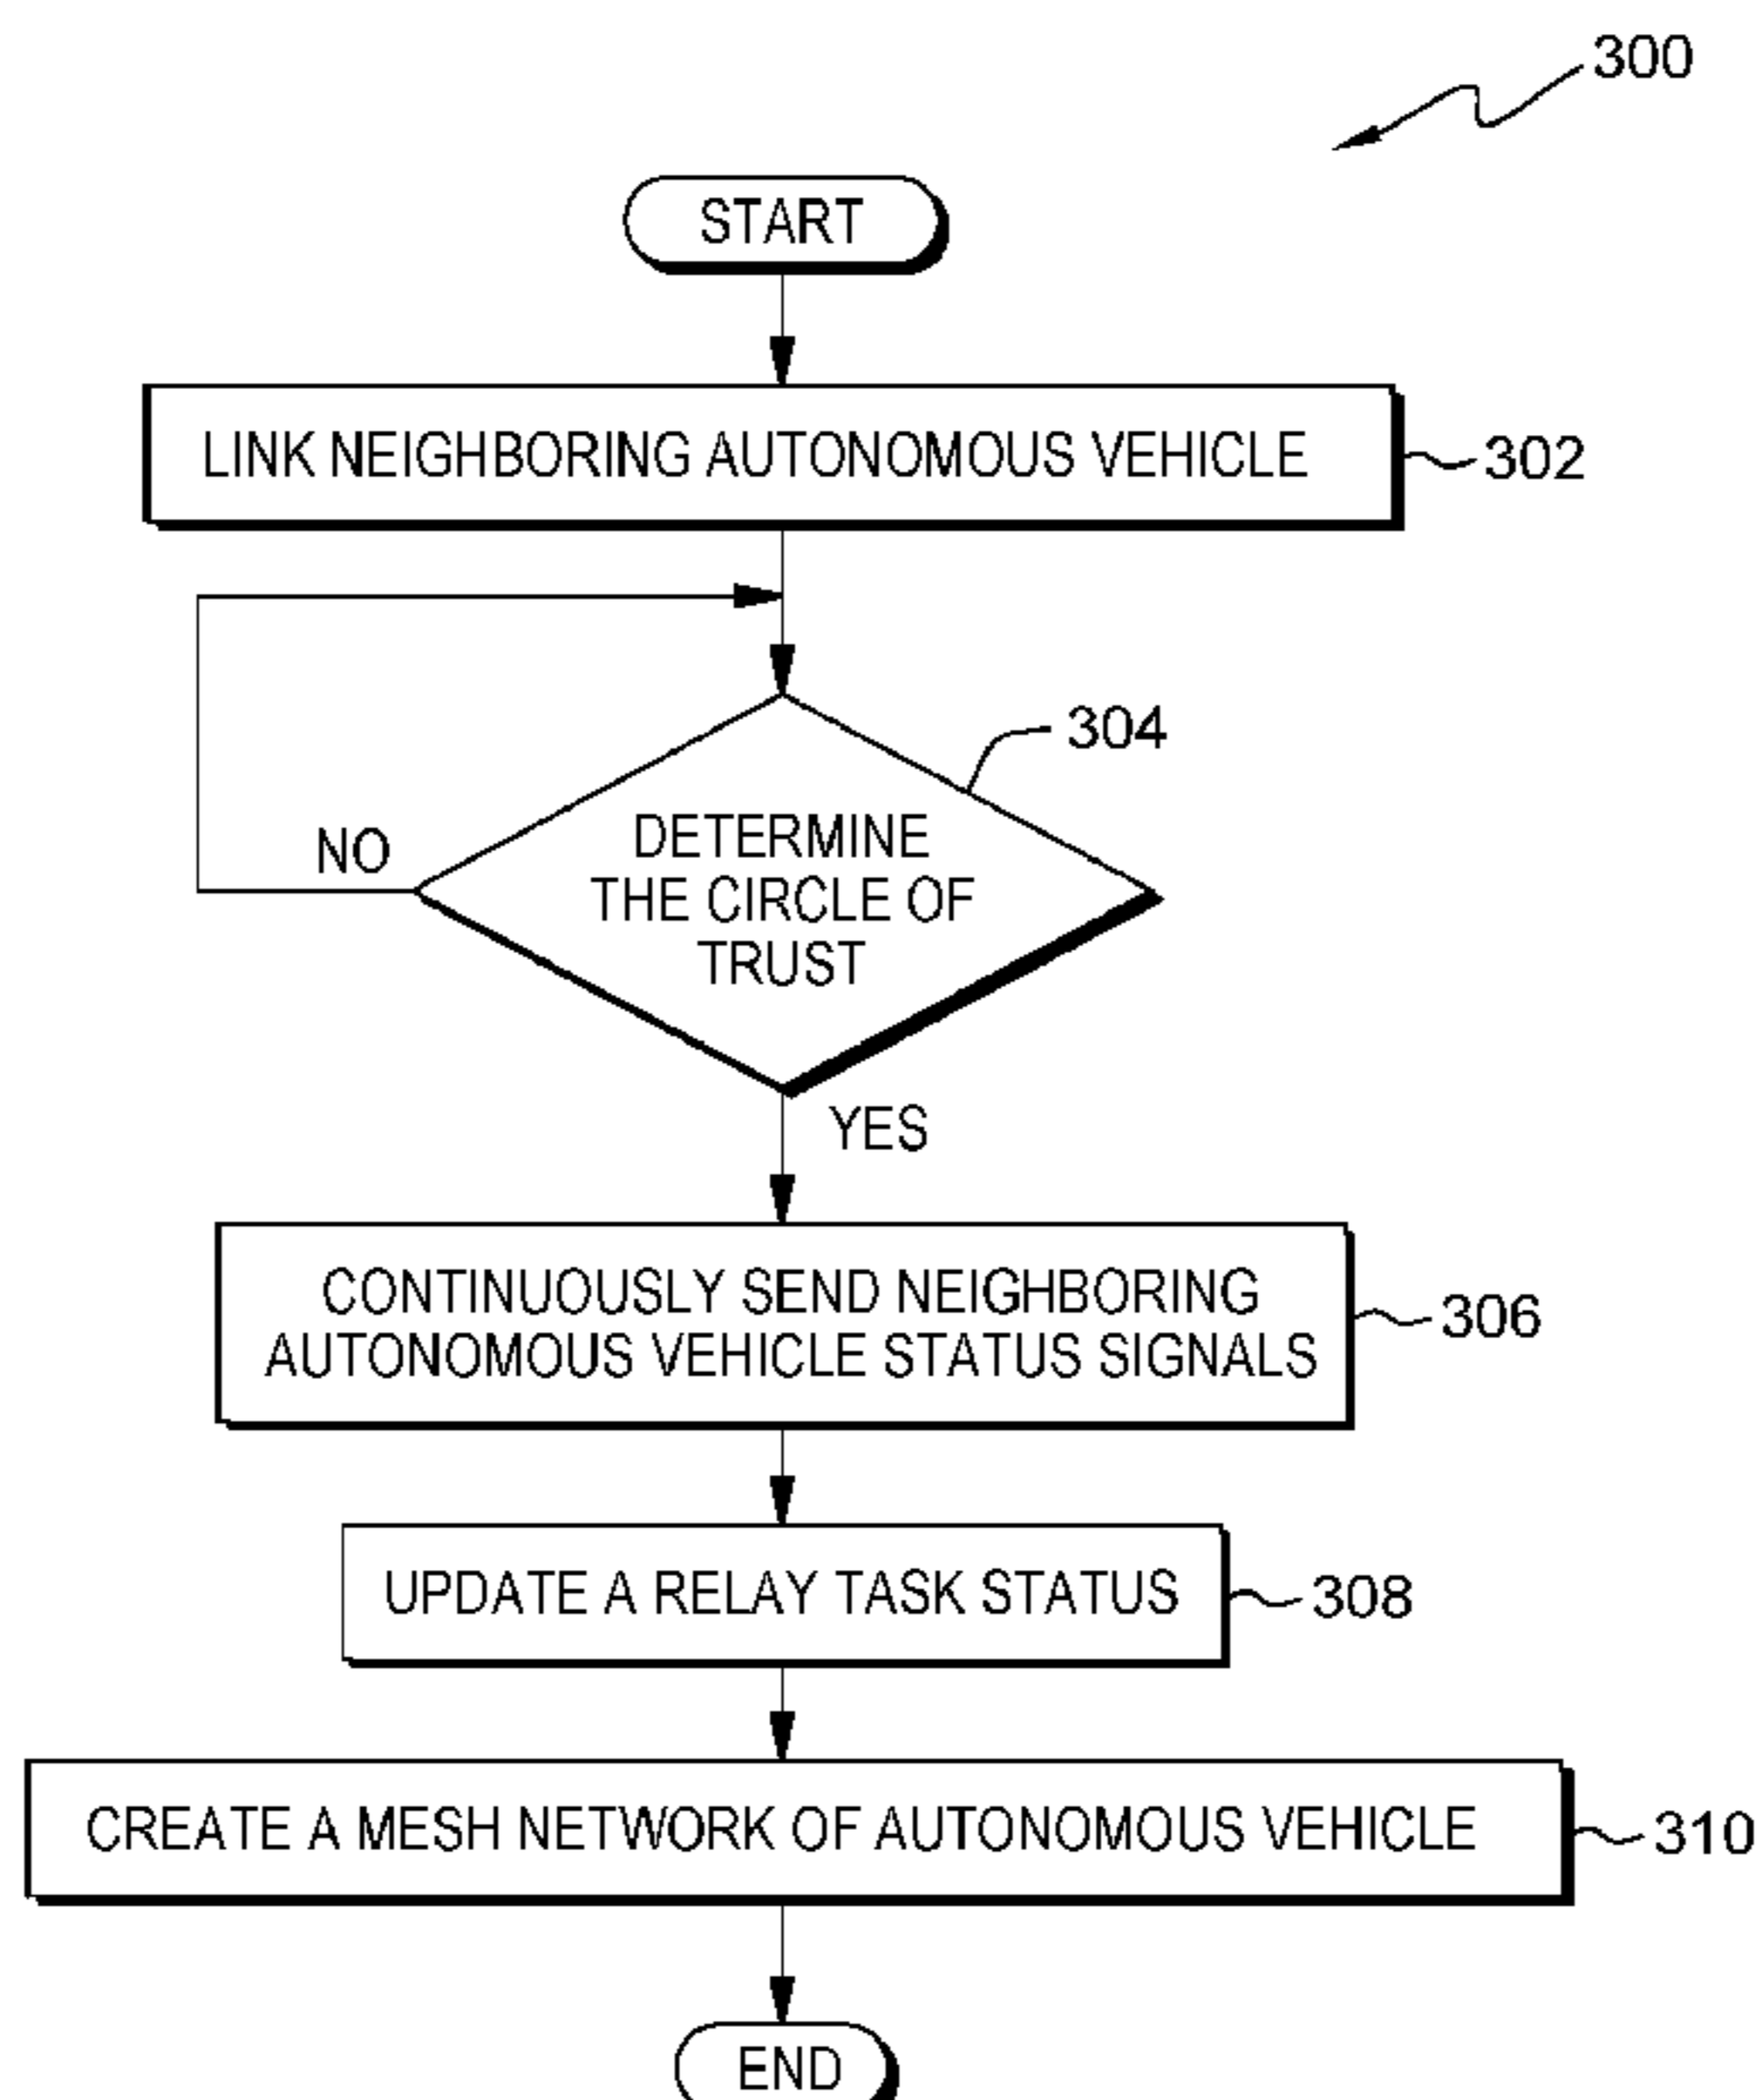 300
START
LINK NEIGHBORING AUTONOMOUS VEHICLE
302
304
DETERMINE
THE CIRCLE OF
TRUST
NO
YES
CONTINUOUSLY SEND NEIGHBORING
AUTONOMOUS VEHICLE STATUS SIGNALS
306
UPDATE A RELAY TASK STATUS
308
CREATE A MESH NETWORK OF AUTONOMOUS VEHICLE
310
END